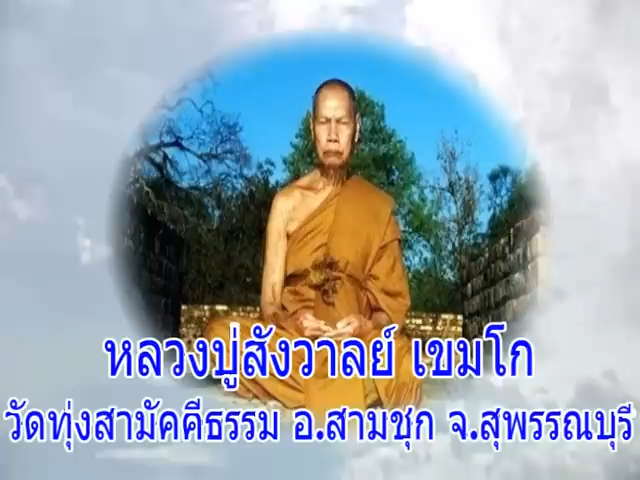 หลวงปู่สังวาลย์ เขมโก
วัดทุ่งสามัคคีธรรม อ.สามชุก จ.สุพรรณบุรี